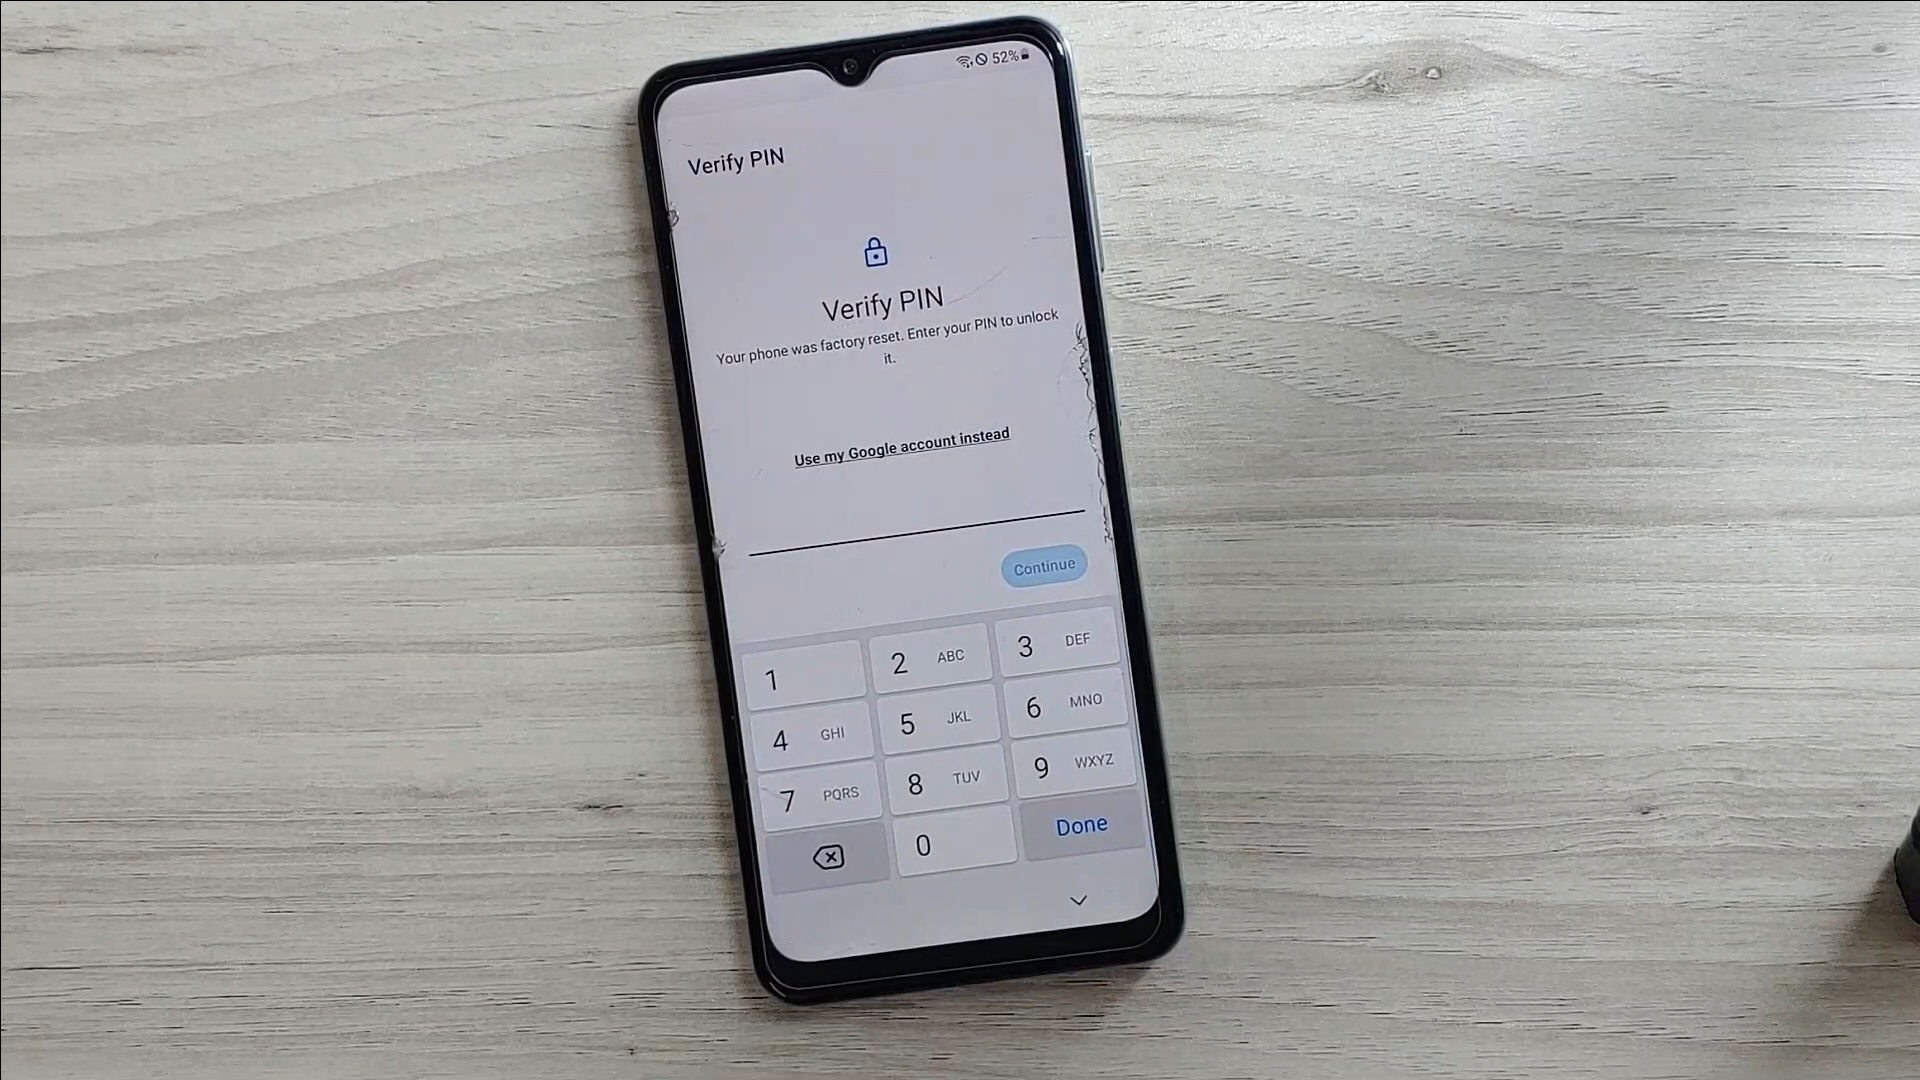 52%
Verify PIN
Verify PIN
Your phone was factory reset. Enter your PIN to unlock
it.
Use my Google account instead
Continue
1
2 ABC
3 DEF
4 GHI
5 JKL
6 MNO
7 PQRS
8 TUV
9 WXYZ
0
Done